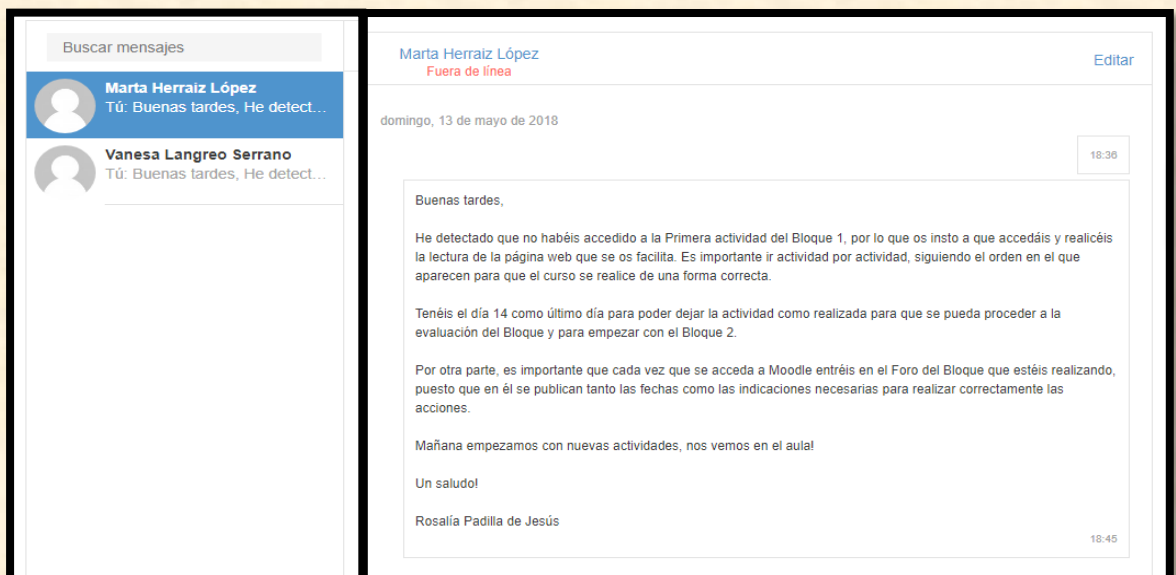 Buscar mensajes
Marta Herraiz López
Tú: Buenas tardes, He detect...
Vanesa Langreo Serrano
Tú: Buenas tardes, He detect...
Marta Herraiz López
Fuera de línea
Editar
domingo, 13 de mayo de 2018
18:36
Buenas tardes,
He detectado que no habéis accedido a la Primera actividad del Bloque 1, por lo que os insto a que accedáis y realicéis
la lectura de la página web que se os facilita. Es importante ir actividad por actividad, siguiendo el orden en el que
aparecen para que el curso se realice de una forma correcta.
Tenéis el día 14 como último día para poder dejar la actividad como realizada para que se pueda proceder a la
evaluación del Bloque y para empezar con el Bloque 2.
Por otra parte, es importante que cada vez que se acceda a Moodle entréis en el Foro del Bloque que estéis realizando,
puesto que en él se publican tanto las fechas como las indicaciones necesarias para realizar correctamente las
acciones.
Mañana empezamos con nuevas actividades, nos vemos en el aula!
Un saludo!
Rosalía Padilla de Jesús
18:45